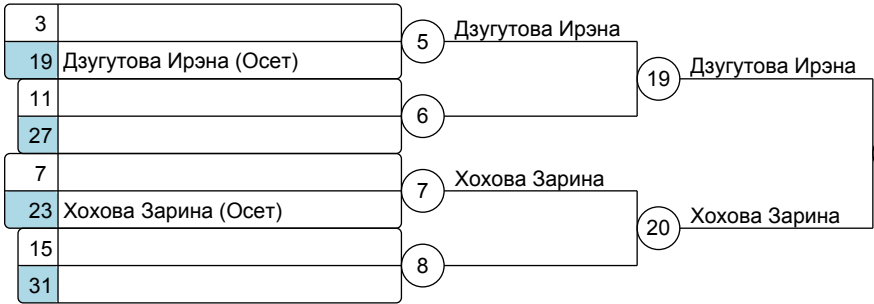 3
5 Дзугутова Ирэна
19 Дзугутова Ирэна (Осет)
19 Дзугутова Ирэна
11
6
27
7
7 Хохова Зарина
23 Хохова Зарина (Осет)
20 Хохова Зарина
15
8
31